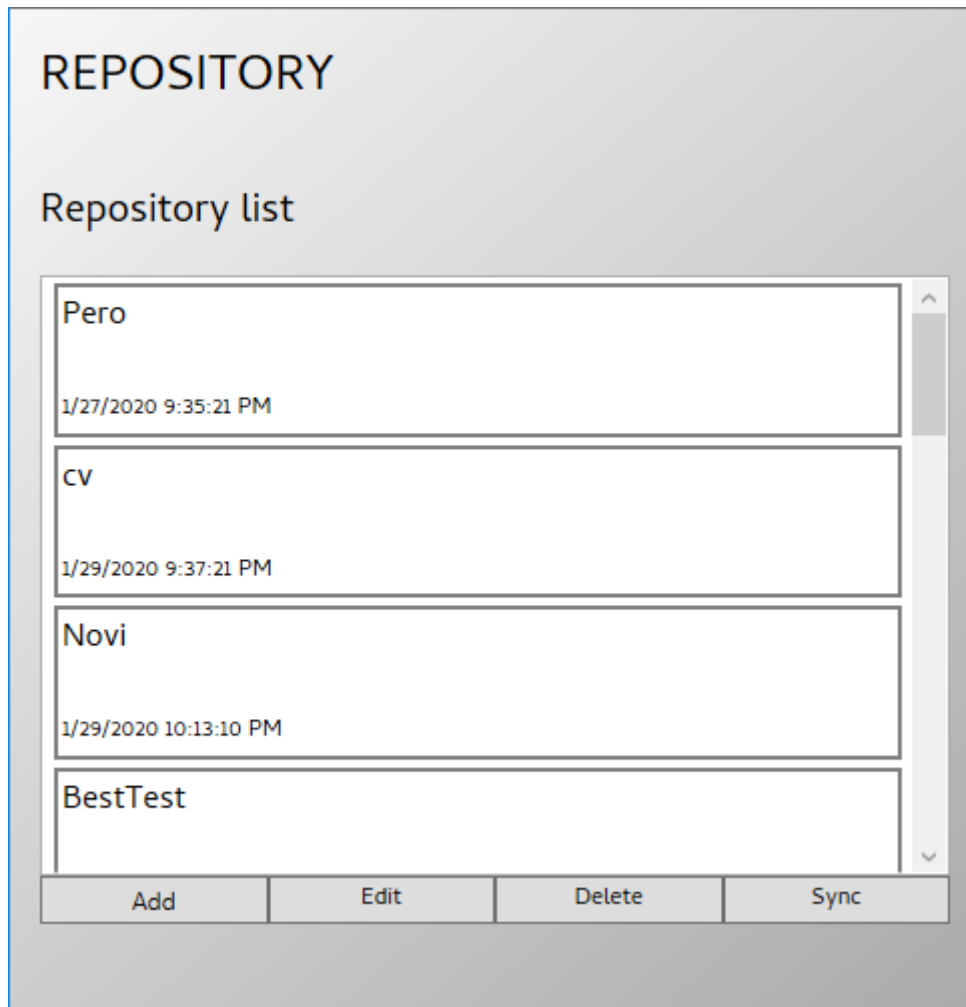 REPOSITORY
Repository list
Pero
1/27/2020 9:35:21 PM
cv
1/29/2020 9:37:21 PM
Novi
1/29/2020 10:13:10 PM
BestTest
Add Edit Delete Sync